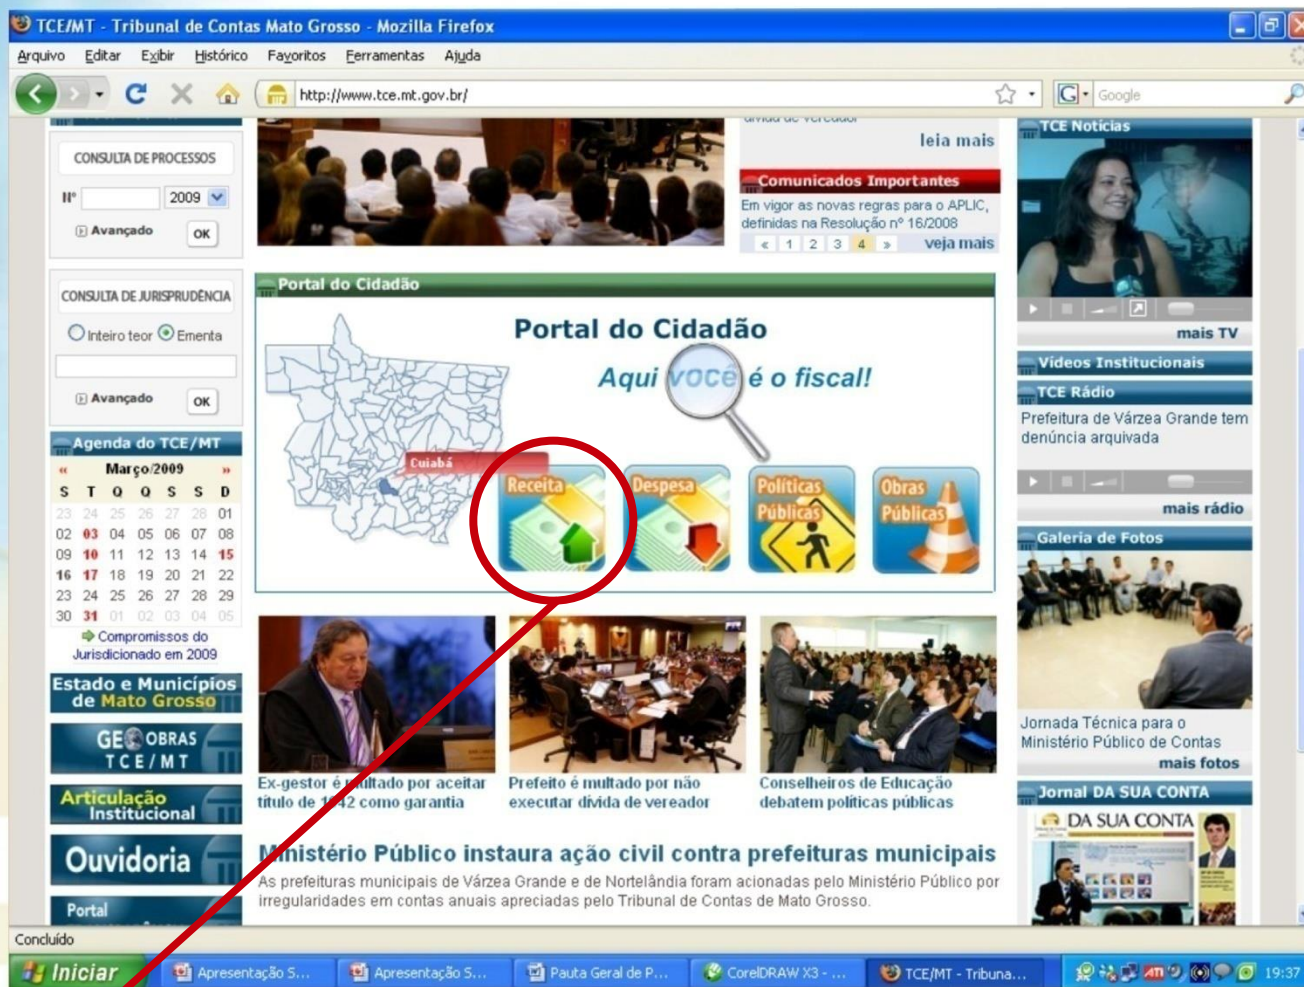 TCE/MT - Tribunal de Contas Mato Grosso - Mozilla Firefox
Arquivo Editar Exibir Histórico Favoritos Ferramentas Ajuda
http://www.tce.mt.gov.br/
Google
CONSULTA DE PROCESSOS
Nº 2009
Avançado OK
CONSULTA DE JURISPRUDÊNCIA
Inteiro teor Ementa
Avançado OK
Agenda do TCE/MT
« Março/2009 »
S T Q Q S S D
23 24 25 26 27 28 01
02 03 04 05 06 07 08
09 10 11 12 13 14 15
16 17 18 19 20 21 22
23 24 25 26 27 28 29
30 31 01 02 03 04 05
Compromissos do
Jurisdicionado em 2009
Estado e Municípios
de Mato Grosso
GEOBRAS
TCE/MT
Articulação
Institucional
Ouvidoria
Portal
leia mais
Comunicados Importantes
Em vigor as novas regras para o APLIC,
definidas na Resolução nº 16/2008
« 1 2 3 4 » veja mais
Portal do Cidadão
Portal do Cidadão
Aqui você é o fiscal!
Cuiabá
Receita
Despesa
Políticas
Públicas
Obras
Públicas
Ex-gestor é multado por aceitar
título de 1942 como garantia
Prefeito é multado por não
executar dívida de vereador
Conselheiros de Educação
debatem políticas públicas
Ministério Público instaura ação civil contra prefeituras municipais
As prefeituras municipais de Várzea Grande e de Nortelândia foram acionadas pelo Ministério Público por
irregularidades em contas anuais apreciadas pelo Tribunal de Contas de Mato Grosso.
TCE Notícias
mais TV
Vídeos Institucionais
TCE Rádio
Prefeitura de Várzea Grande tem
denúncia arquivada
mais rádio
Galeria de Fotos
Jornada Técnica para o
Ministério Público de Contas
mais fotos
Jornal DA SUA CONTA
DA SUA CONTA
Concluído
Iniciar
Apresentação S...
Apresentação S...
Pauta Geral de P...
CorelDRAW X3 - ...
TCE/MT - Tribuna...
19:37